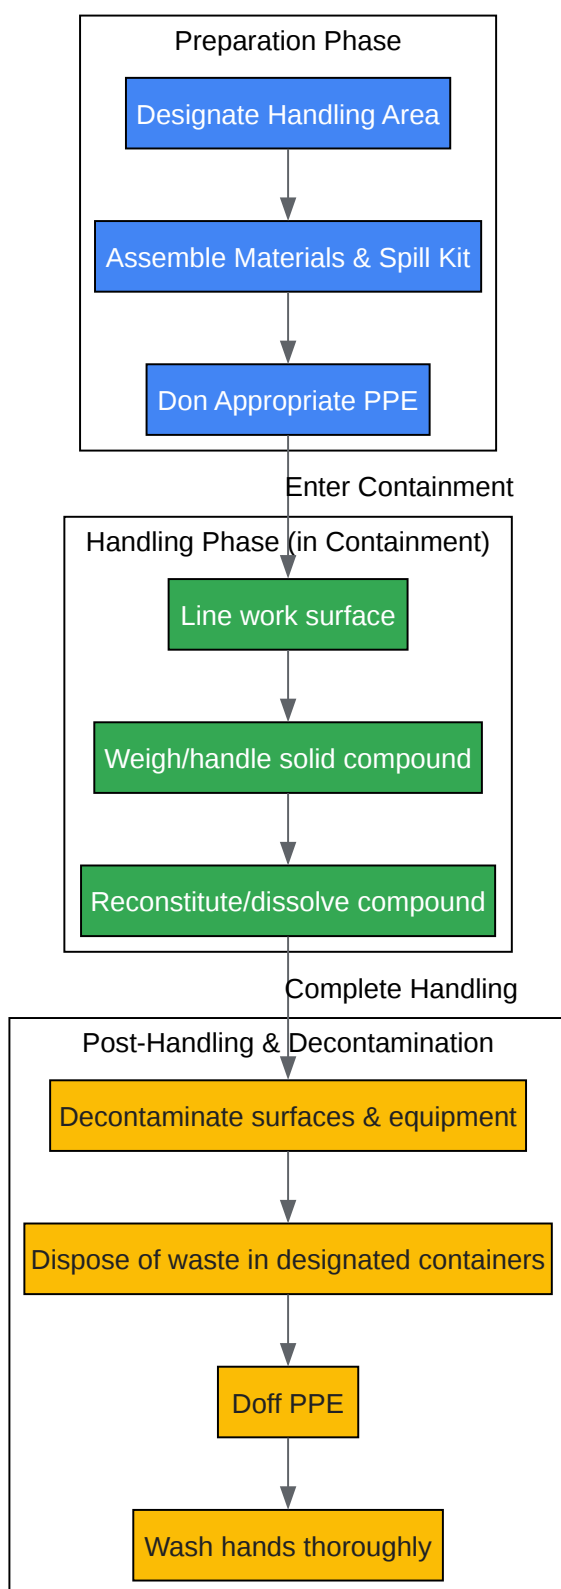 Preparation Phase
Designate Handling Area
Assemble Materials & Spill Kit
Don Appropriate PPE
Enter Containment
Handling Phase (in Containment)
Line work surface
Weigh/handle solid compound
Reconstitute/dissolve compound
Complete Handling
Post-Handling & Decontamination
Decontaminate surfaces & equipment
Dispose of waste in designated containers
Doff PPE
Wash hands thoroughly